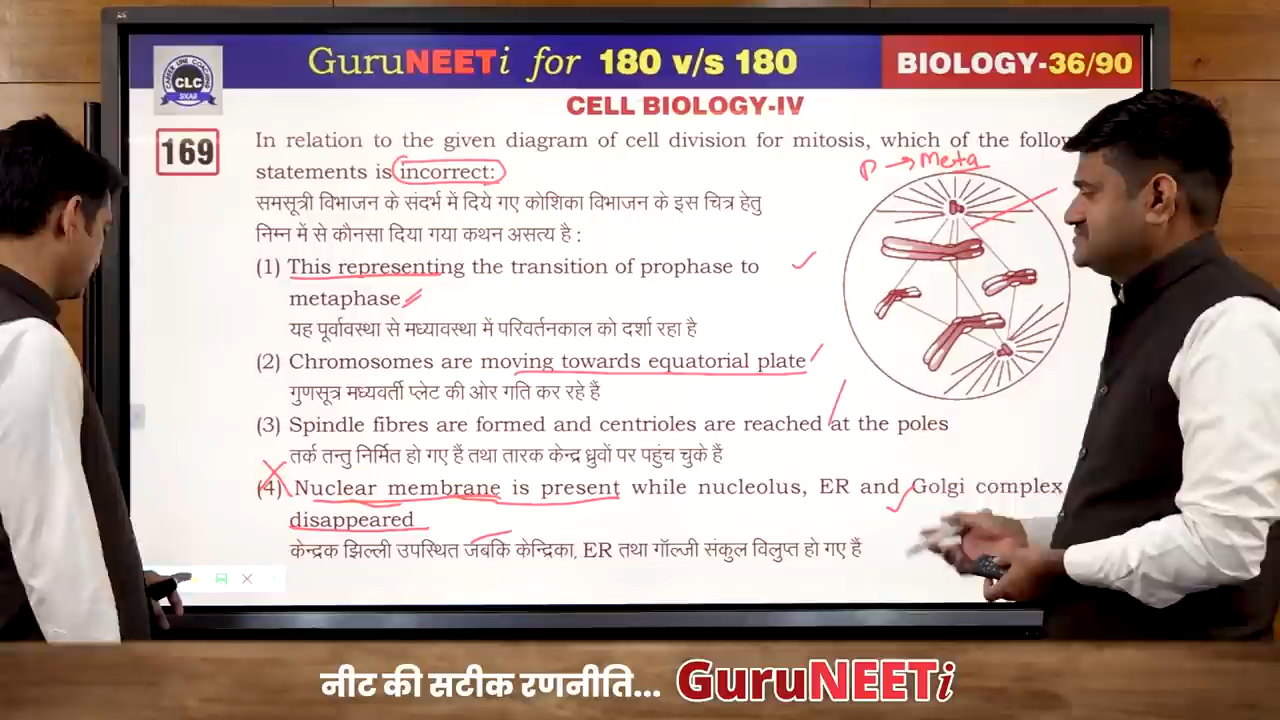 GuruNEETi for 180 v/s 180
BIOLOGY-36/90
CLC
SIKAR
CELL BIOLOGY-IV
169
In relation to the given diagram of cell division for mitosis, which of the follow
statements is incorrect:
P → Meta
समसूत्री विभाजन के संदर्भ में दिये गए कोशिका विभाजन के इस चित्र हेतु
निम्न में से कौनसा दिया गया कथन असत्य है :
(1) This representing the transition of prophase to
metaphase
यह पूर्वावस्था से मध्यावस्था में परिवर्तनकाल को दर्शा रहा है
(2) Chromosomes are moving towards equatorial plate
गुणसूत्र मध्यवर्ती प्लेट की ओर गति कर रहे हैं
(3) Spindle fibres are formed and centrioles are reached at the poles
तर्क तन्तु निर्मित हो गए हैं तथा तारक केन्द्र ध्रुवों पर पहुंच चुके हैं
(4) Nuclear membrane is present while nucleolus, ER and Golgi complex
disappeared
केन्द्रक झिल्ली उपस्थित जबकि केन्द्रिका, ER तथा गॉल्जी संकुल विलुप्त हो गए हैं
नीट की सटीक रणनीति... GuruNEETi